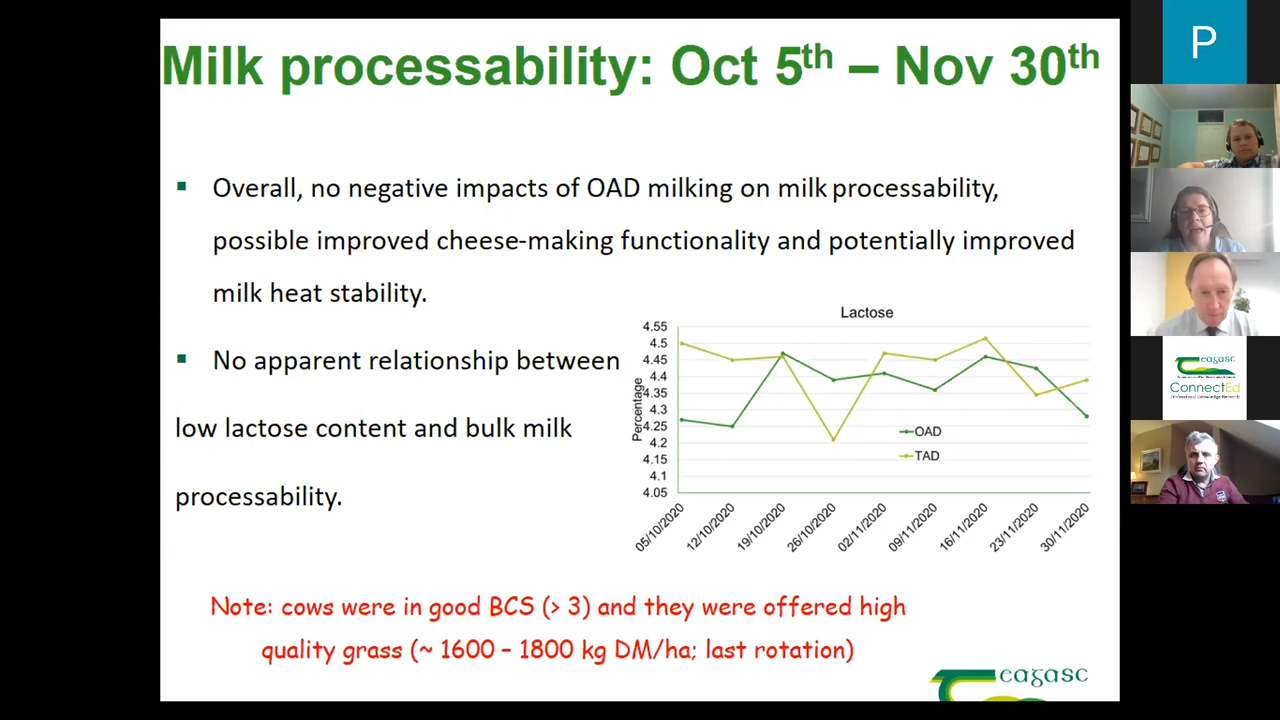 Milk processability: Oct 5th – Nov 30th
▪ Overall, no negative impacts of OAD milking on milk processability,
possible improved cheese-making functionality and potentially improved
milk heat stability.
▪ No apparent relationship between
low lactose content and bulk milk
processability.
Lactose
Percentage
4.55
4.5
4.45
4.4
4.35
4.3
4.25
4.2
4.15
4.1
4.05
OAD
TAD
05/10/2020
12/10/2020
19/10/2020
26/10/2020
02/11/2020
09/11/2020
16/11/2020
23/11/2020
30/11/2020
Note: cows were in good BCS (> 3) and they were offered high
quality grass (~ 1600 – 1800 kg DM/ha; last rotation)
eagasc
P
eagasc
ConnectEd
Professional Knowledge Network